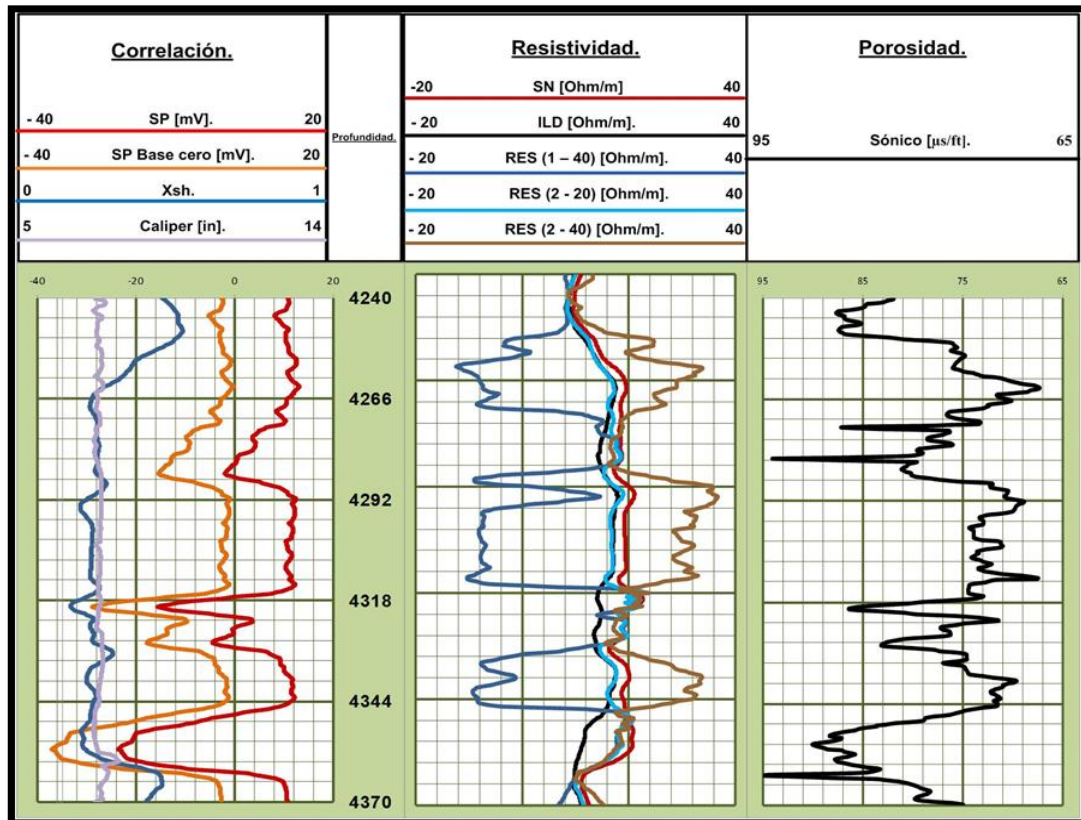 Correlación.
- 40 SP [mV]. 20
- 40 SP Base cero [mV]. 20
0 Xsh. 1
5 Caliper [in]. 14
Profundidad.
Resistividad.
-20 SN [Ohm/m] 40
- 20 ILD [Ohm/m]. 40
- 20 RES (1 – 40) [Ohm/m]. 40
- 20 RES (2 - 20) [Ohm/m]. 40
- 20 RES (2 - 40) [Ohm/m]. 40
Porosidad.
95 Sónico [µs/ft]. 65
-40 -20 0 20
4240
4266
4292
4318
4344
4370
95 85 75 65